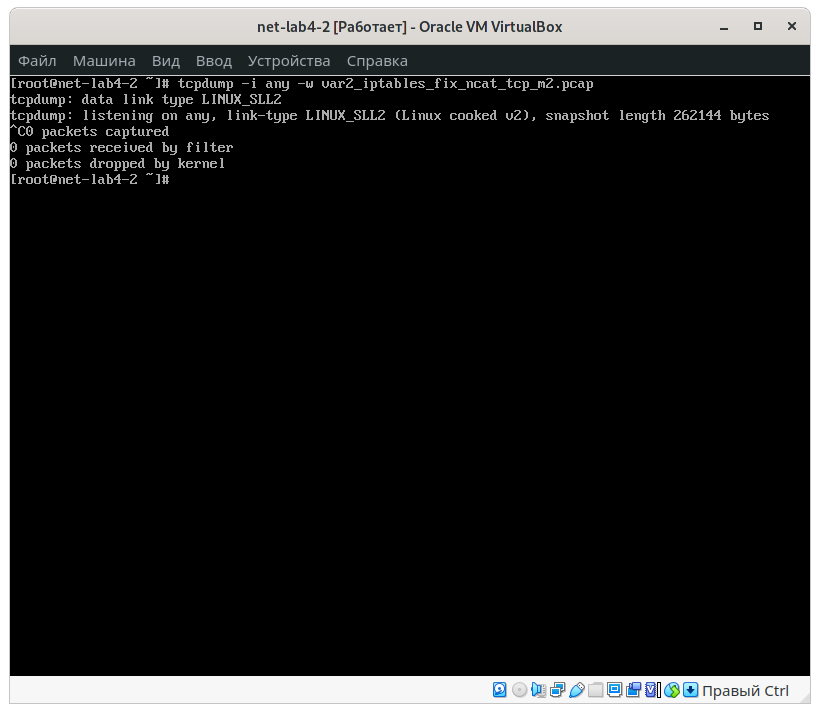 net-lab4-2 [Работает] - Oracle VM VirtualBox
Файл Машина Вид Ввод Устройства Справка
[root@net-lab4-2 ~]# tcpdump -i any -w var2_iptables_fix_ncat_tcp_m2.pcap
tcpdump: data link type LINUX_SLL2
tcpdump: listening on any, link-type LINUX_SLL2 (Linux cooked v2), snapshot length 262144 bytes
^C0 packets captured
0 packets received by filter
0 packets dropped by kernel
[root@net-lab4-2 ~]#
Правый Ctrl